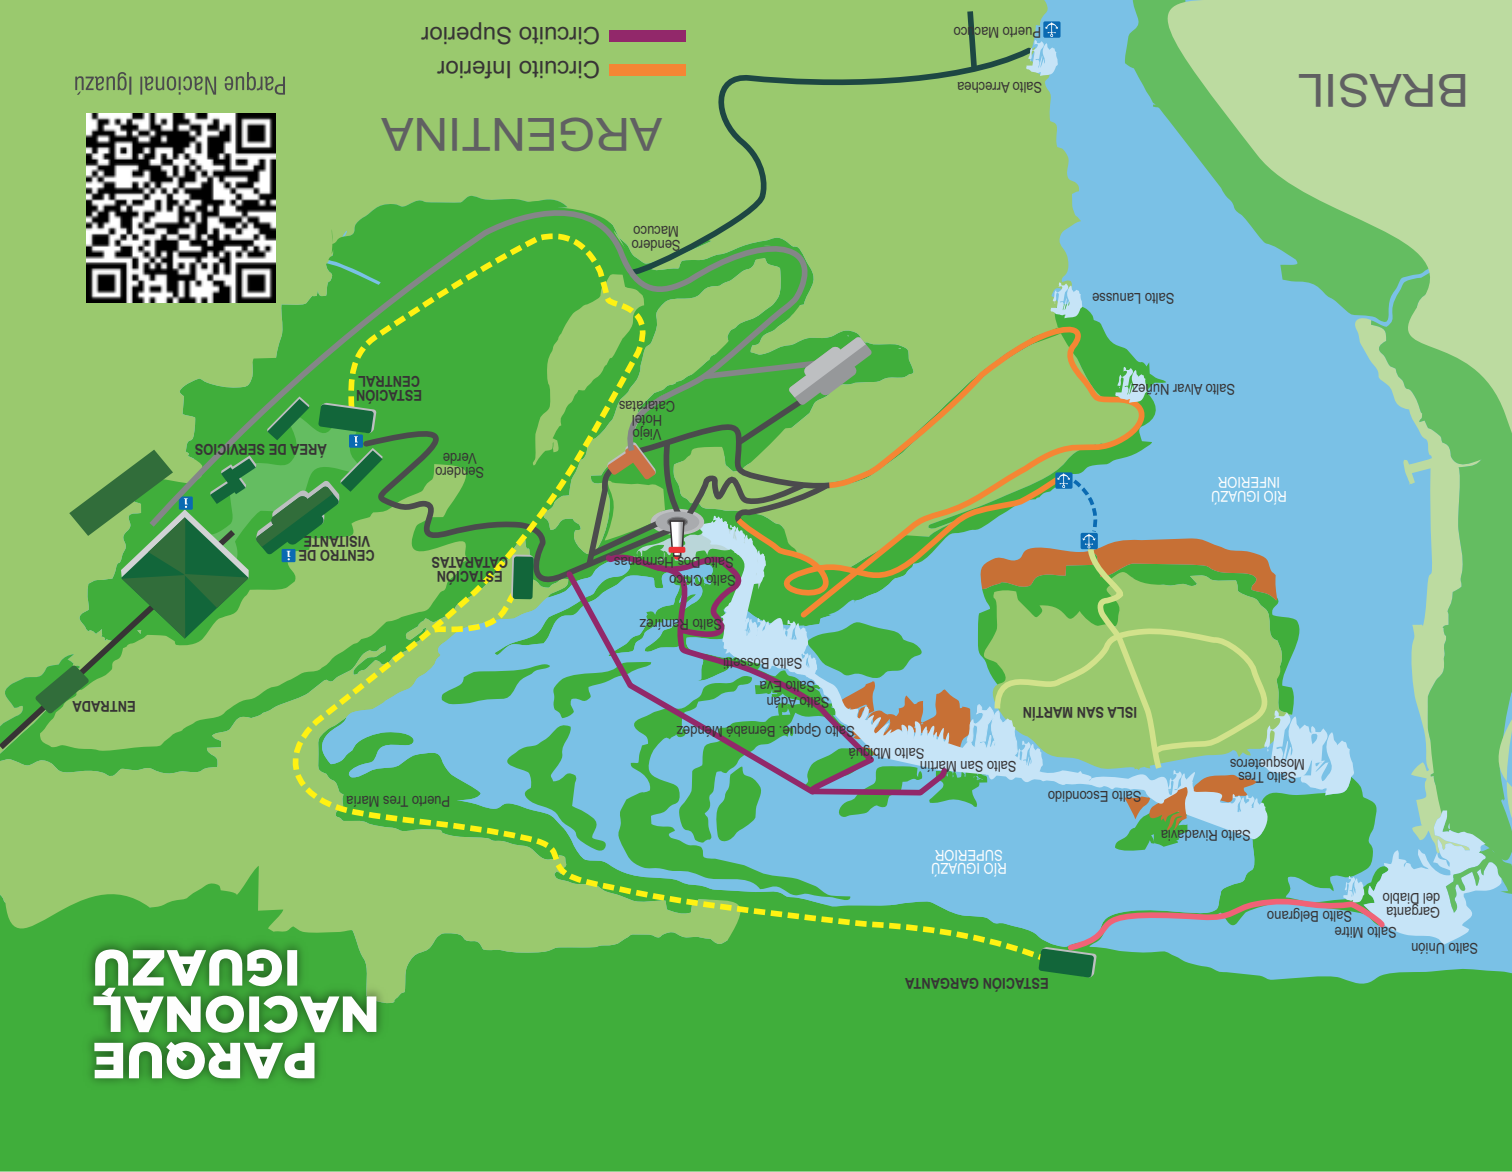 PARQUE
NACIONAL
IGUAZÚ
ESTACIÓN GARGANTA
Salto Unión
Salto Mitre
Salto Belgrano
Garganta
del Diablo
RÍO IGUAZÚ
SUPERIOR
Salto Rivadavia
Salto Escondido
Puerto Tres Marías
Salto Tres
Mosqueteros
Salto San Martín
Salto Mbiguá
Salto Gpque. Bernabé Méndez
ISLA SAN MARTÍN
ENTRADA
Salto Adán
Salto Eva
Salto Bossetti
Salto Ramírez
Salto Chico
Salto Dos Hermanas
ESTACIÓN
CATARATAS
CENTRO DE
VISITANTE
RÍO IGUAZÚ
INFERIOR
Sendero
Verde
ÁREA DE SERVICIOS
Viejo
Hotel
Cataratas
ESTACIÓN
CENTRAL
Salto Alvar Núñez
Salto Lanusse
Sendero
Macuco
ARGENTINA
BRASIL
Salto Arrechea
Parque Nacional Iguazú
Circuito Inferior
Circuito Superior
Puerto Macuco